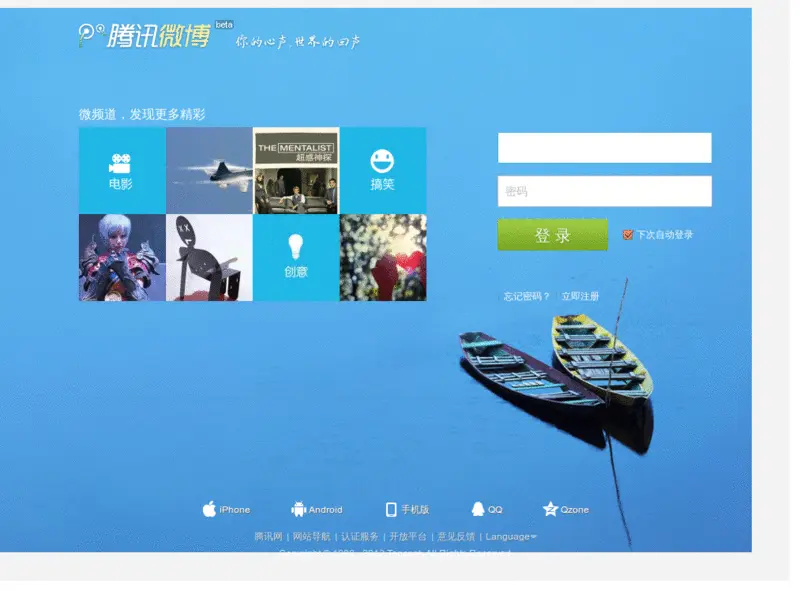 腾讯微博 beta 你的心声,世界的回声
微频道，发现更多精彩
电影
THE MENTALIST
超感神探
搞笑
创意
密码
登 录
下次自动登录
忘记密码？ 立即注册
iPhone Android 手机版 QQ Qzone
腾讯网 | 网站导航 | 认证服务 | 开放平台 | 意见反馈 | Language